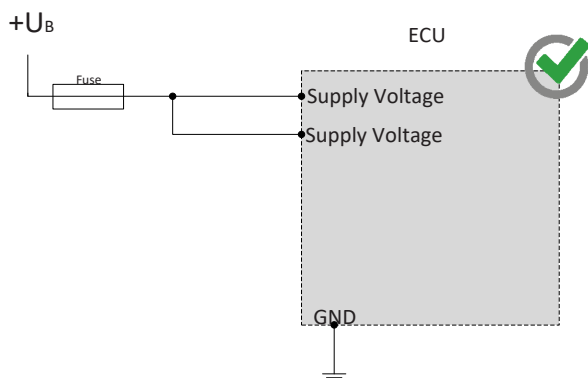 +UB
ECU
Fuse
Supply Voltage
Supply Voltage
GND